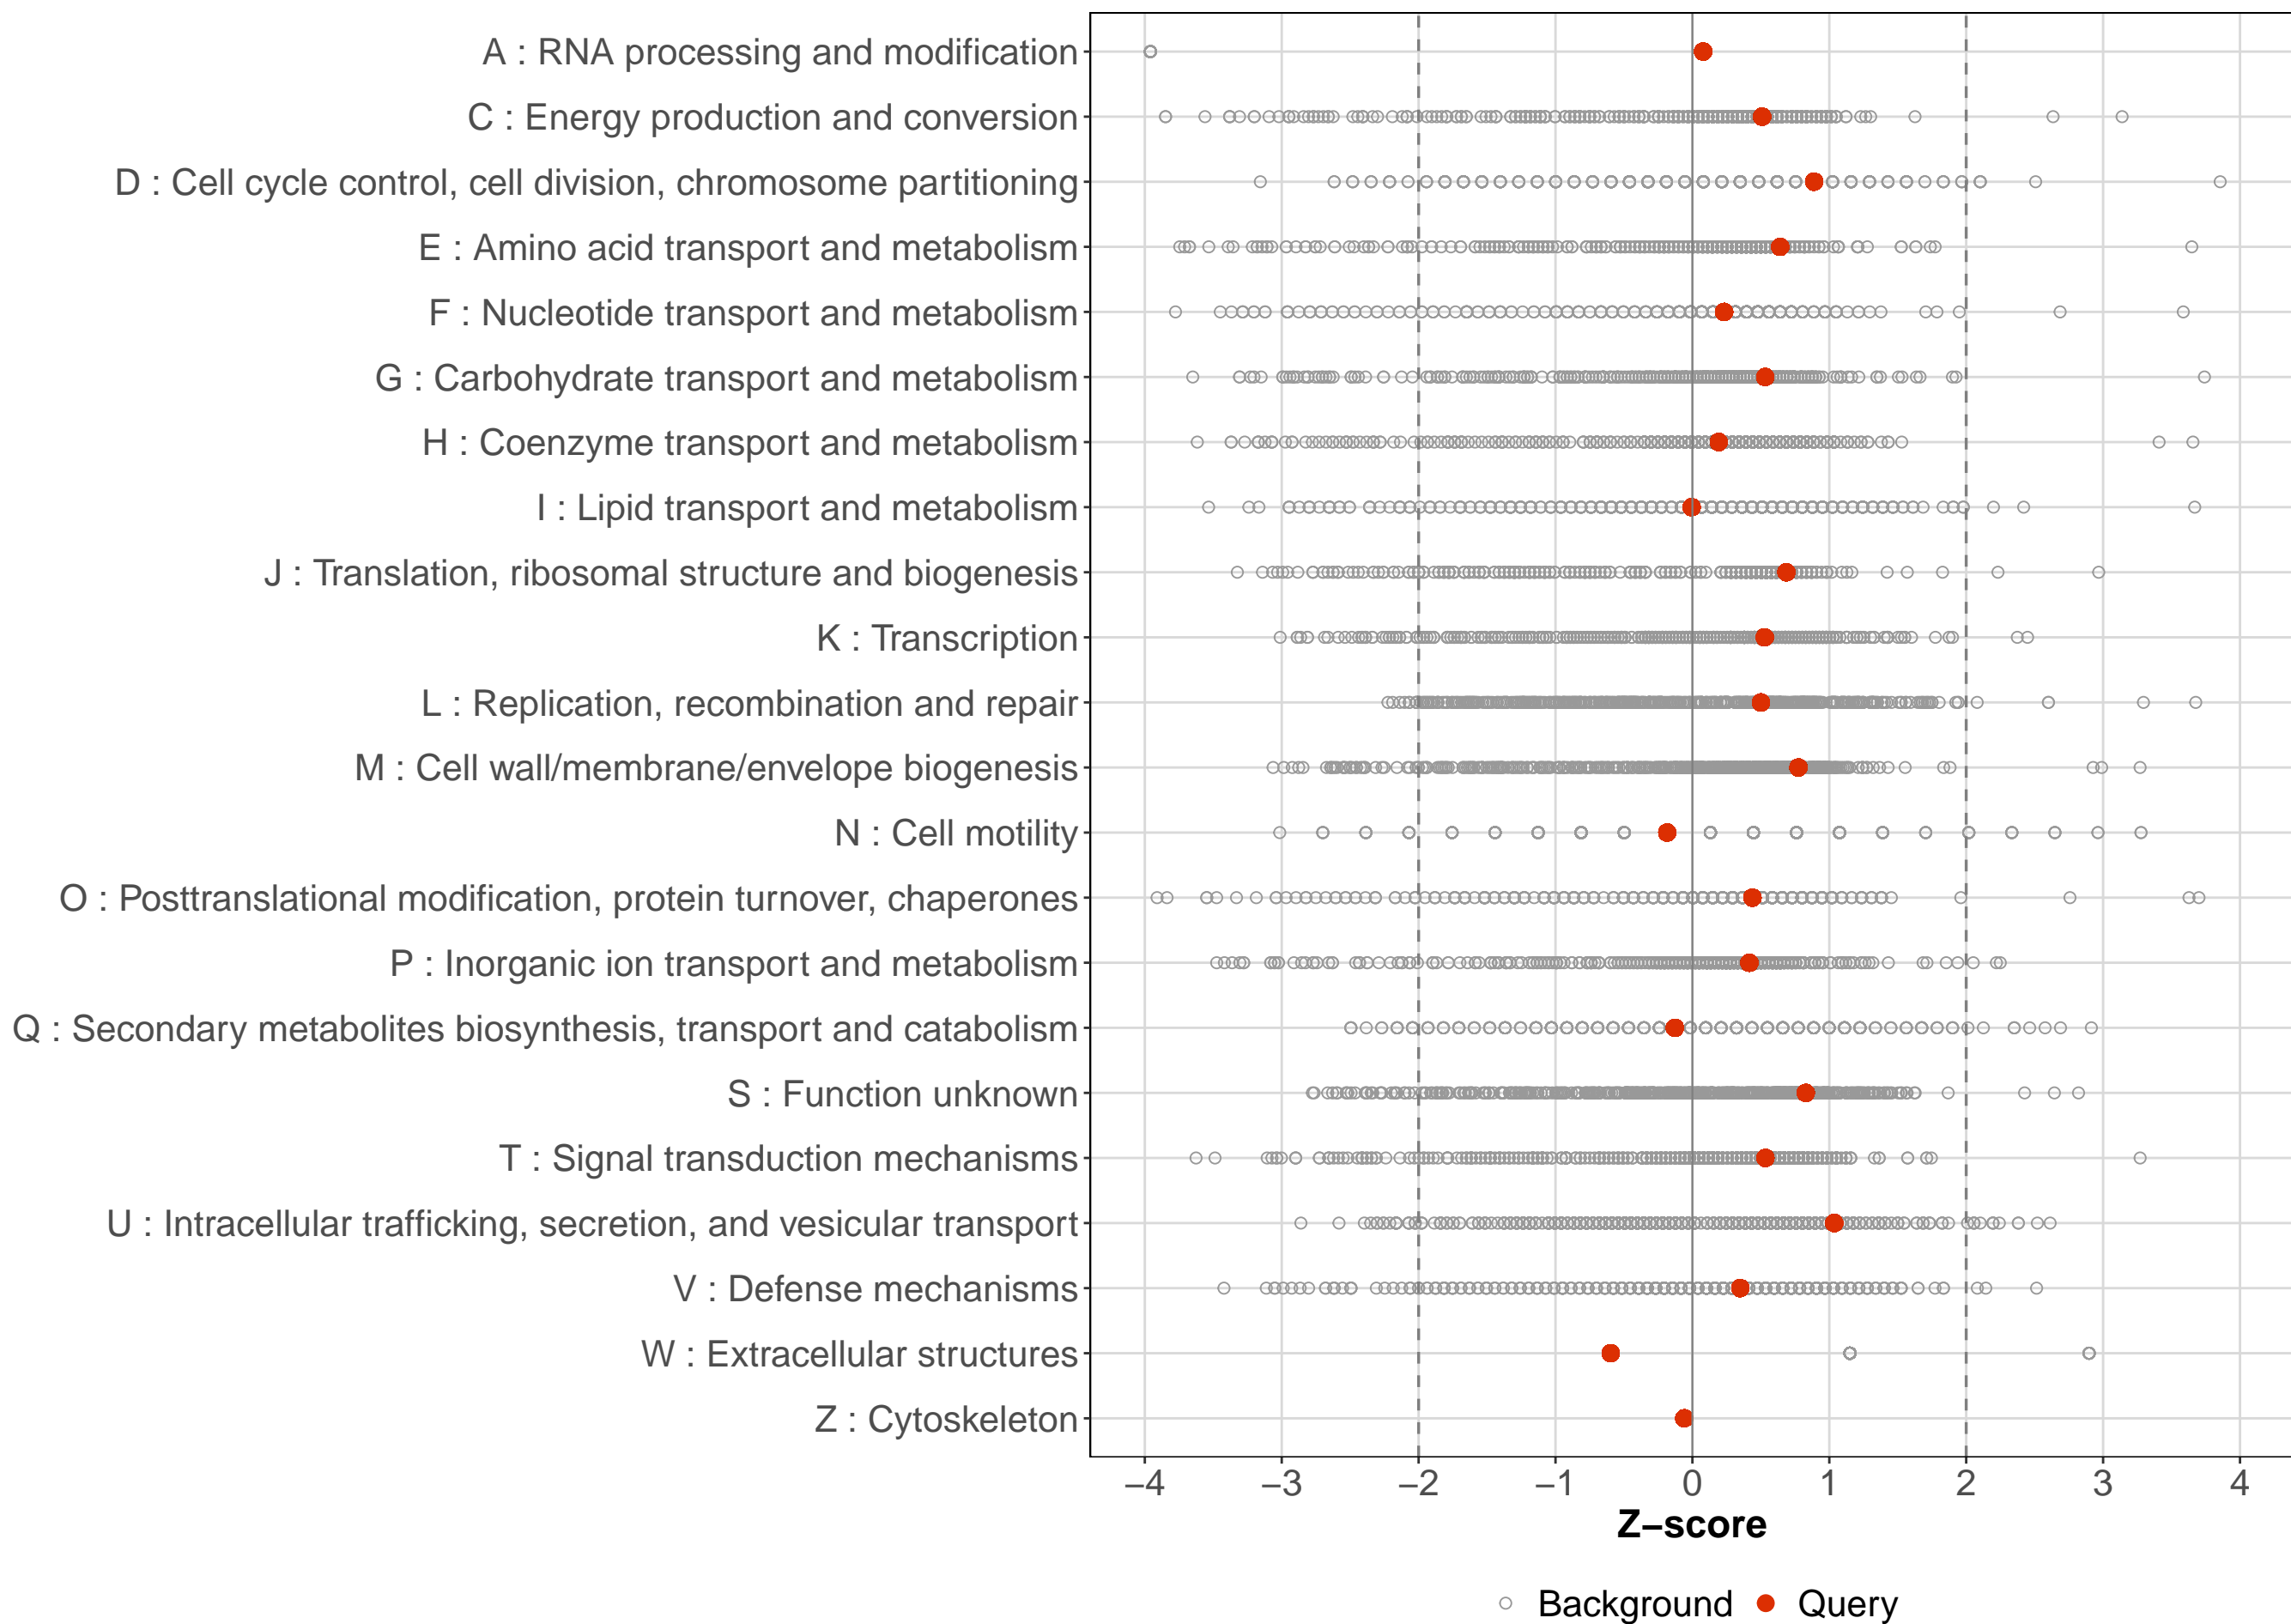 A : RNA processing and modification
C : Energy production and conversion
D : Cell cycle control, cell division, chromosome partitioning
E : Amino acid transport and metabolism
F : Nucleotide transport and metabolism
G : Carbohydrate transport and metabolism
H : Coenzyme transport and metabolism
I : Lipid transport and metabolism
J : Translation, ribosomal structure and biogenesis
K : Transcription
L : Replication, recombination and repair
M : Cell wall/membrane/envelope biogenesis
N : Cell motility
O : Posttranslational modification, protein turnover, chaperones
P : Inorganic ion transport and metabolism
Q : Secondary metabolites biosynthesis, transport and catabolism
S : Function unknown
T : Signal transduction mechanisms
U : Intracellular trafficking, secretion, and vesicular transport
V : Defense mechanisms
W : Extracellular structures
Z : Cytoskeleton
−4 −3 −2 −1 0 1 2 3 4
Z−score
Background Query